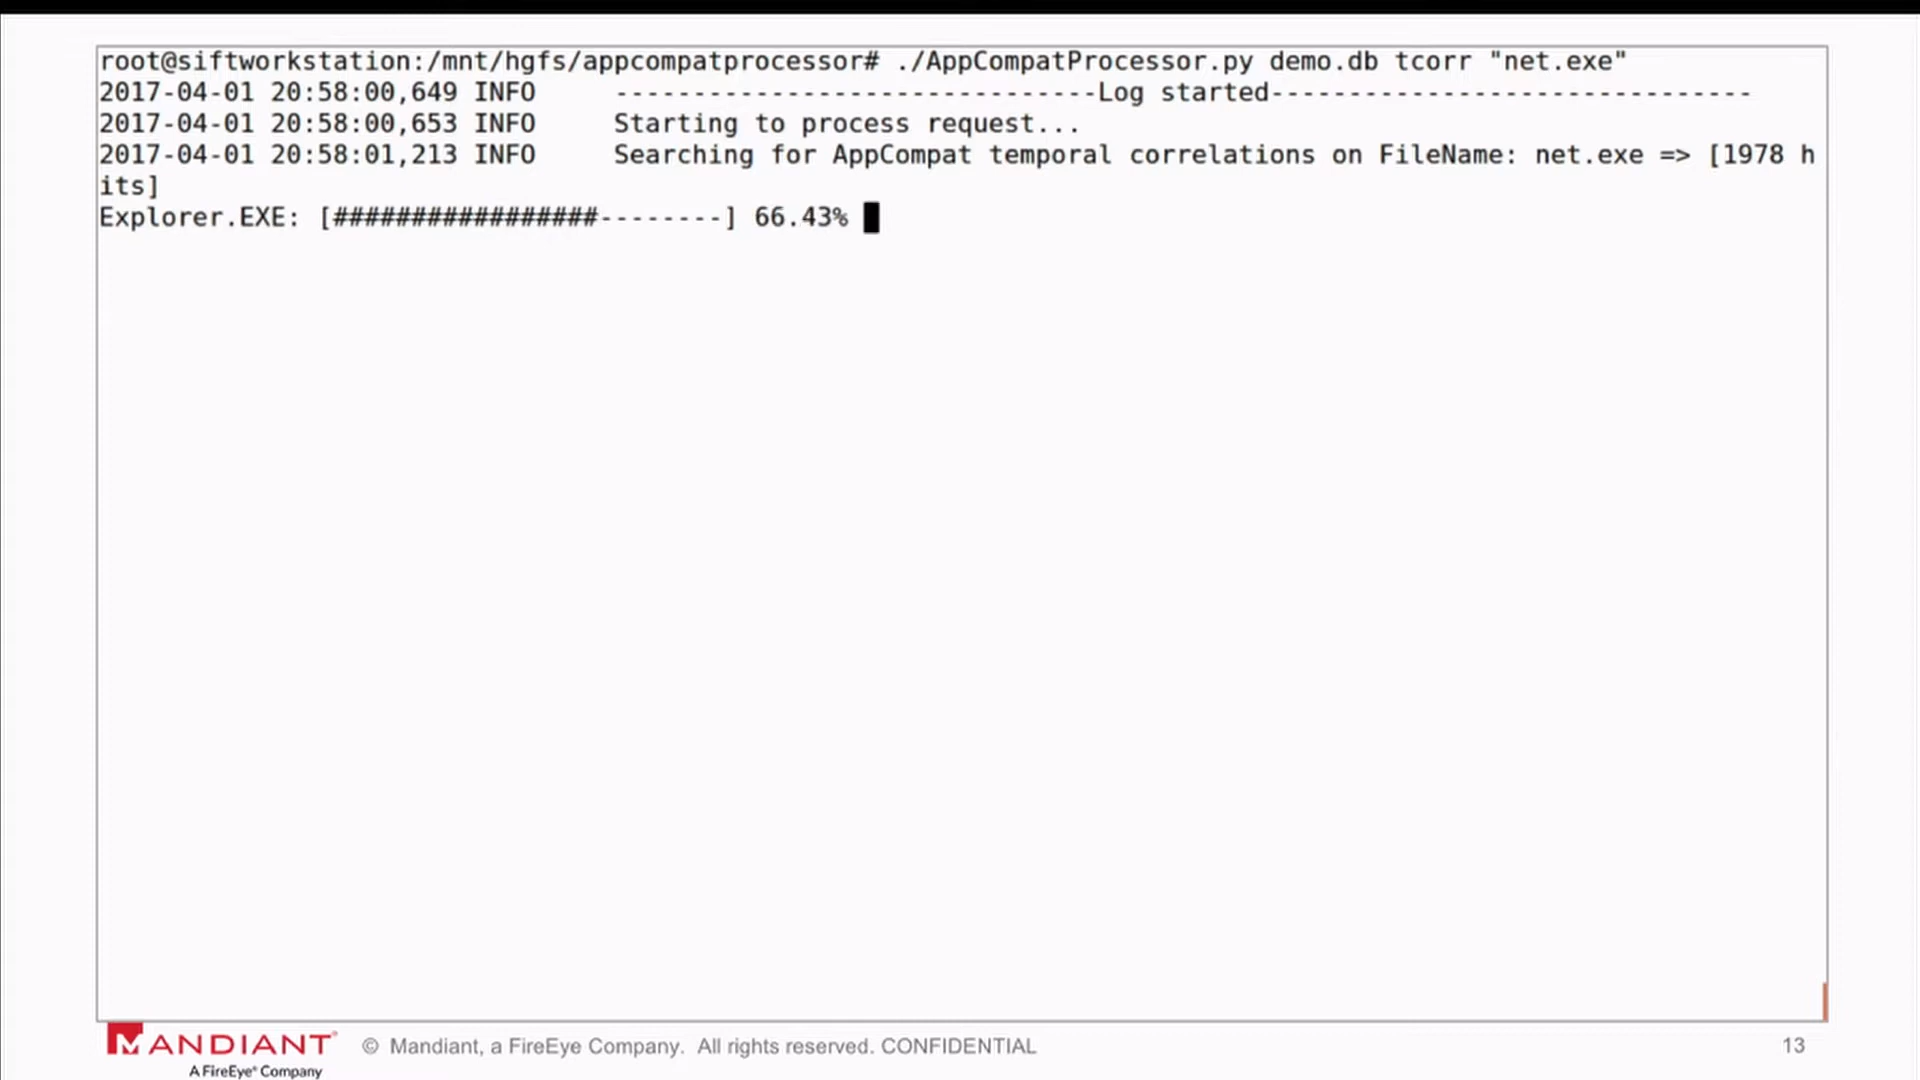 root@siftworkstation:/mnt/hgfs/appcompatprocessor# ./AppCompatProcessor.py demo.db tcorr "net.exe"
2017-04-01 20:58:00,649 INFO     -------------------------------Log started-------------------------------
2017-04-01 20:58:00,653 INFO     Starting to process request...
2017-04-01 20:58:01,213 INFO     Searching for AppCompat temporal correlations on FileName: net.exe => [1978 h
its]
Explorer.EXE: [#################--------] 66.43%
MANDIANT
A FireEye® Company
© Mandiant, a FireEye Company. All rights reserved. CONFIDENTIAL
13